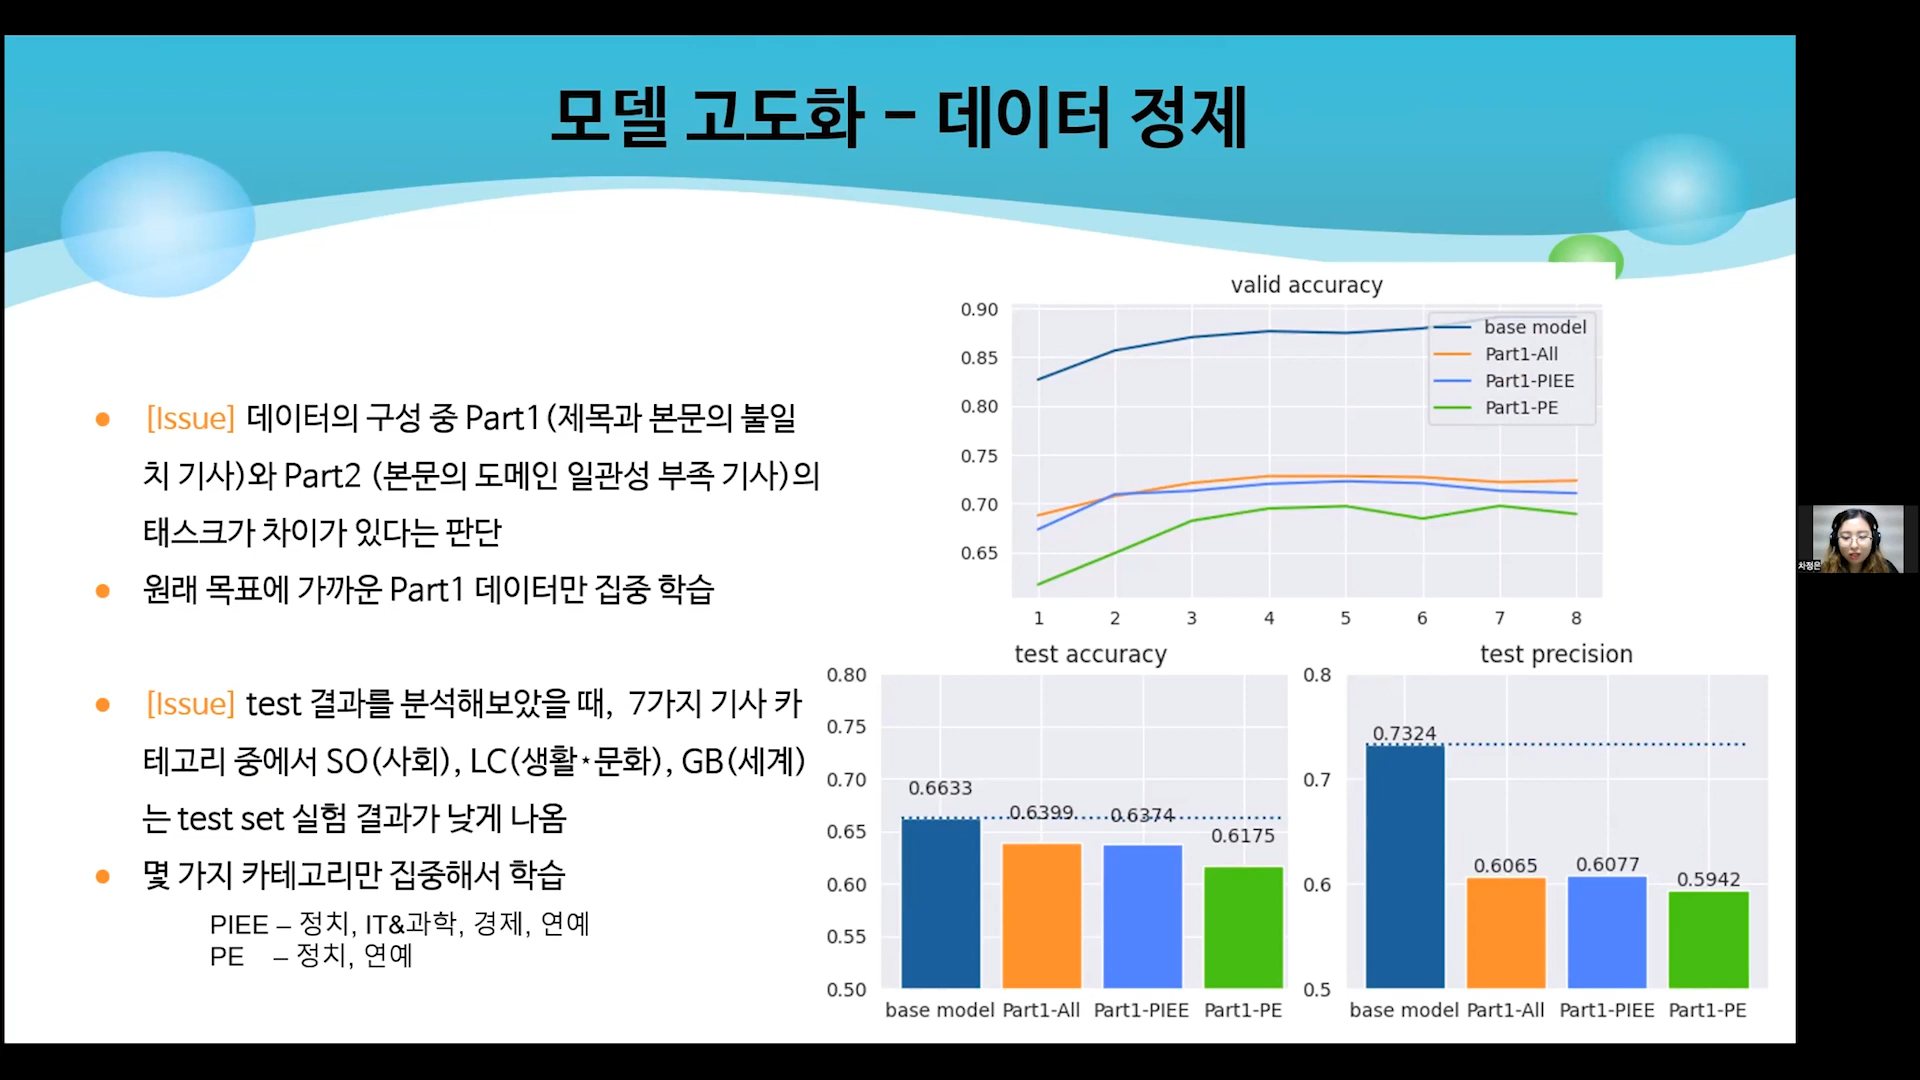 모델 고도화 – 데이터 정제
[Issue] 데이터의 구성 중 Part1(제목과 본문의 불일
치 기사)와 Part2 (본문의 도메인 일관성 부족 기사)의
태스크가 차이가 있다는 판단
원래 목표에 가까운 Part1 데이터만 집중 학습
[Issue] test 결과를 분석해보았을 때, 7가지 기사 카
테고리 중에서 SO(사회), LC(생활⋆문화), GB(세계)
는 test set 실험 결과가 낮게 나옴
몇 가지 카테고리만 집중해서 학습
PIEE – 정치, IT&과학, 경제, 연예
PE – 정치, 연예
valid accuracy
0.90
0.85
0.80
0.75
0.70
0.65
base model
Part1-All
Part1-PIEE
Part1-PE
1 2 3 4 5 6 7 8
test accuracy
0.80
0.75
0.70
0.65
0.60
0.55
0.50
0.6633
0.6399
0.6374
0.6175
base model Part1-All Part1-PIEE Part1-PE
test precision
0.8
0.7
0.6
0.5
0.7324
0.6065
0.6077
0.5942
base model Part1-All Part1-PIEE Part1-PE
차정은